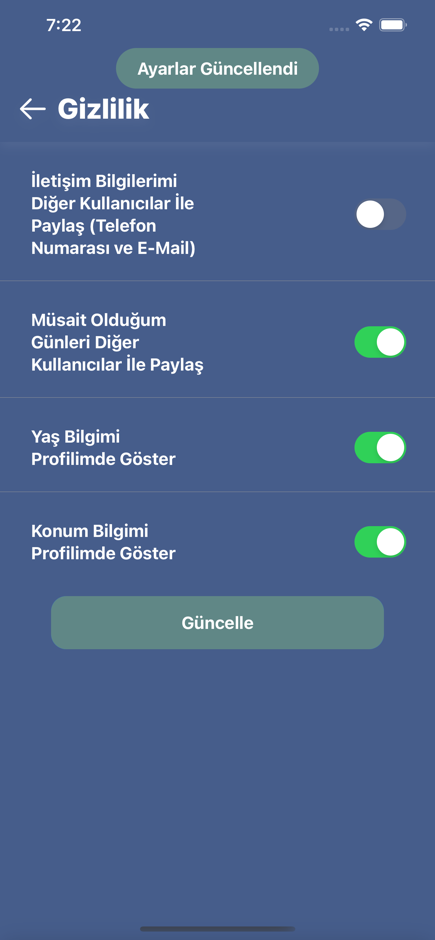 7:22
Ayarlar Güncellendi
Gizlilik
İletişim Bilgilerimi
Diğer Kullanıcılar İle
Paylaş (Telefon
Numarası ve E-Mail)
Müsait Olduğum
Günleri Diğer
Kullanıcılar İle Paylaş
Yaş Bilgimi
Profilimde Göster
Konum Bilgimi
Profilimde Göster
Güncelle